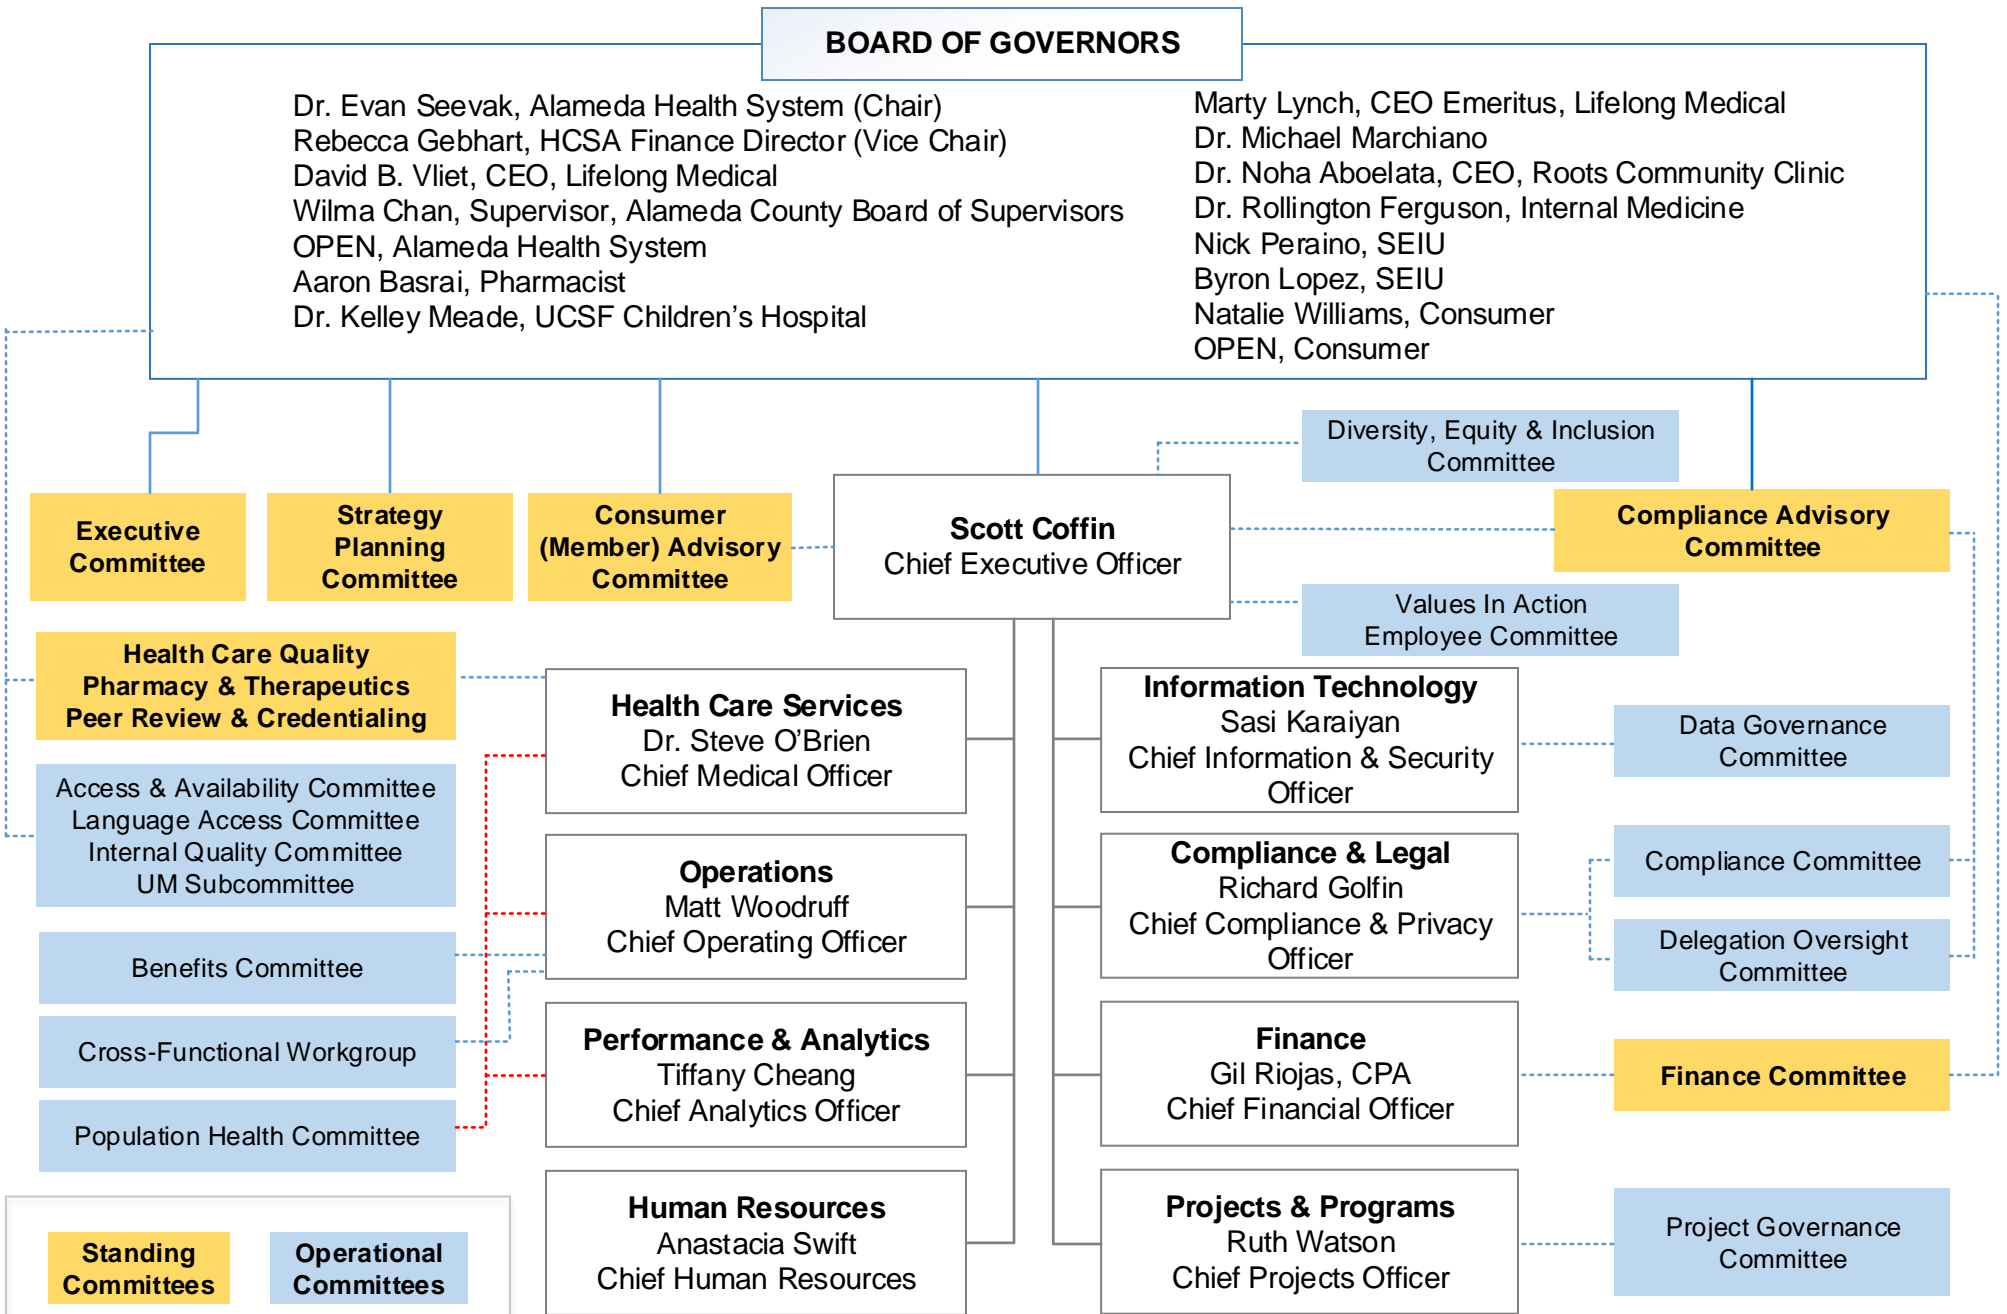 BOARD OF GOVERNORS
Dr. Evan Seevak, Alameda Health System (Chair)
Rebecca Gebhart, HCSA Finance Director (Vice Chair)
David B. Vliet, CEO, Lifelong Medical
Wilma Chan, Supervisor, Alameda County Board of Supervisors
OPEN, Alameda Health System
Aaron Basrai, Pharmacist
Dr. Kelley Meade, UCSF Children’s Hospital
Marty Lynch, CEO Emeritus, Lifelong Medical
Dr. Michael Marchiano
Dr. Noha Aboelata, CEO, Roots Community Clinic
Dr. Rollington Ferguson, Internal Medicine
Nick Peraino, SEIU
Byron Lopez, SEIU
Natalie Williams, Consumer
OPEN, Consumer
Diversity, Equity & Inclusion
Committee
Executive
Committee
Strategy
Planning
Committee
Consumer
(Member) Advisory
Committee
Scott Coffin
Chief Executive Officer
Compliance Advisory
Committee
Values In Action
Employee Committee
Health Care Quality
Pharmacy & Therapeutics
Peer Review & Credentialing
Health Care Services
Dr. Steve O’Brien
Chief Medical Officer
Information Technology
Sasi Karaiyan
Chief Information & Security
Officer
Data Governance
Committee
Access & Availability Committee
Language Access Committee
Internal Quality Committee
UM Subcommittee
Operations
Matt Woodruff
Chief Operating Officer
Compliance & Legal
Richard Golfin
Chief Compliance & Privacy
Officer
Compliance Committee
Delegation Oversight
Committee
Benefits Committee
Cross-Functional Workgroup
Performance & Analytics
Tiffany Cheang
Chief Analytics Officer
Finance
Gil Riojas, CPA
Chief Financial Officer
Finance Committee
Population Health Committee
Human Resources
Anastacia Swift
Chief Human Resources
Projects & Programs
Ruth Watson
Chief Projects Officer
Project Governance
Committee
Standing
Committees
Operational
Committees